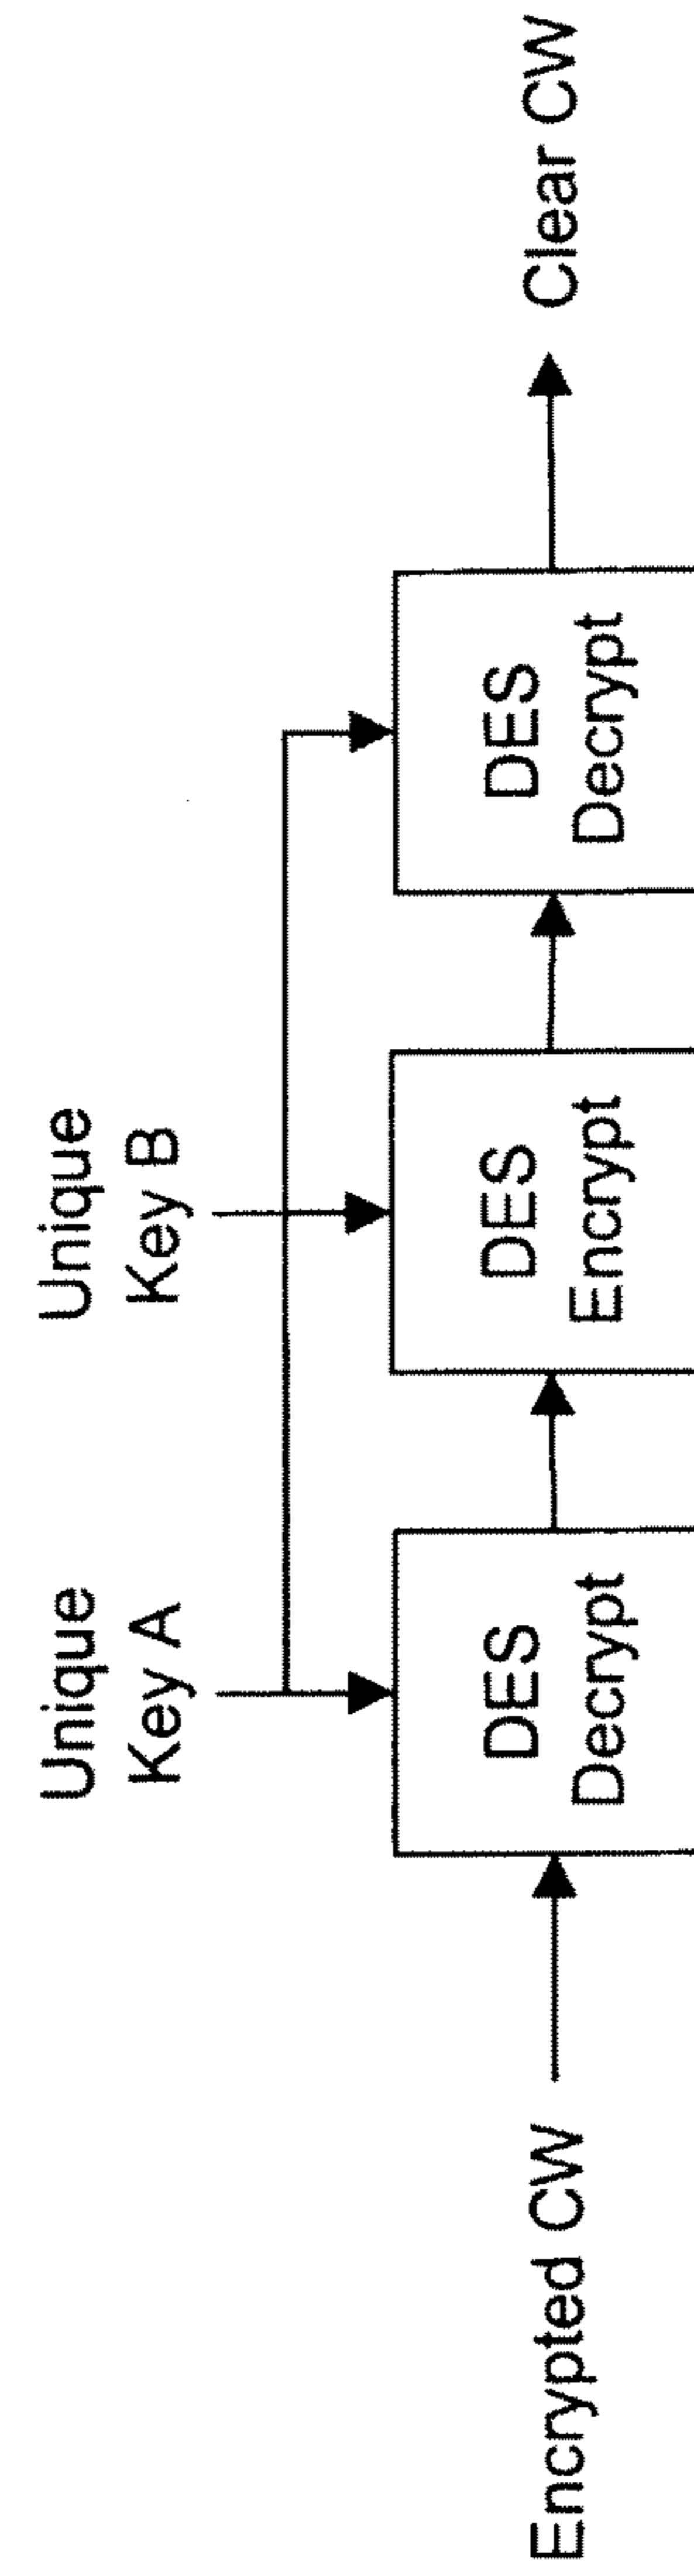 Unique
Key A
Unique
Key B
Encrypted CW
DES
Decrypt
DES
Encrypt
DES
Decrypt
Clear CW